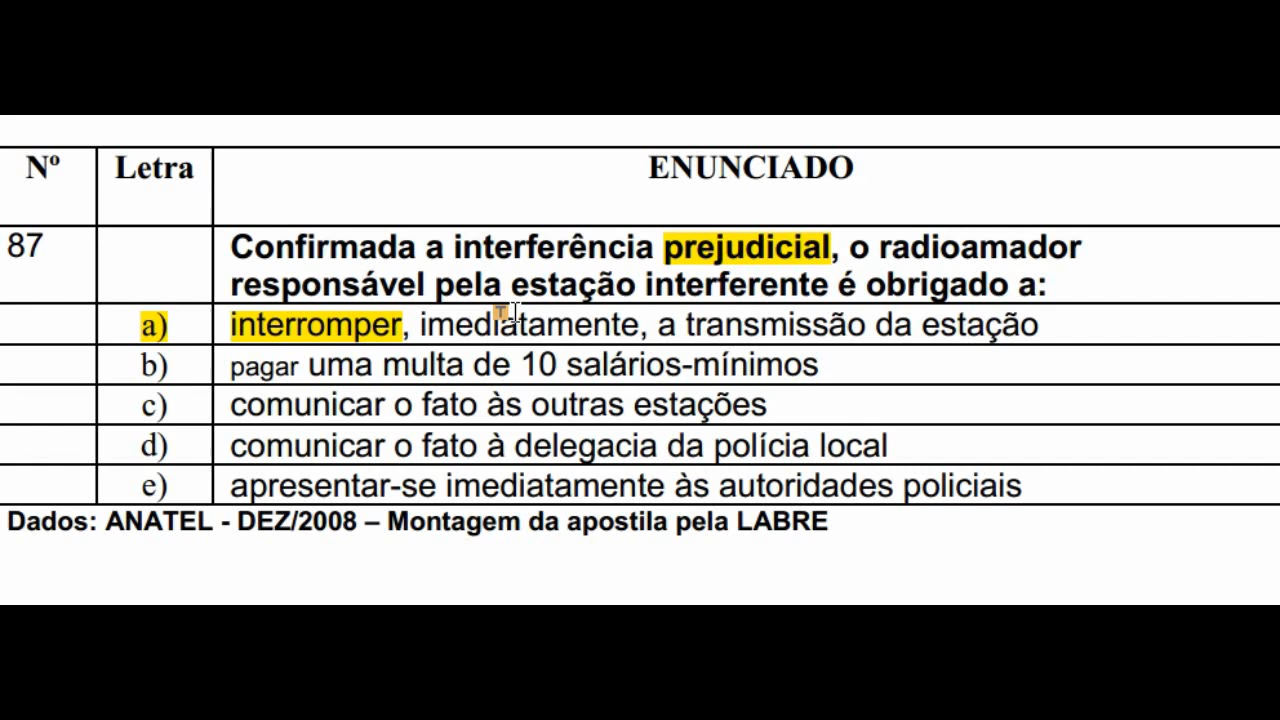 Nº Letra ENUNCIADO
87 Confirmada a interferência prejudicial, o radioamador
responsável pela estação interferente é obrigado a:
a) interromper, imediatamente, a transmissão da estação
b) pagar uma multa de 10 salários-mínimos
c) comunicar o fato às outras estações
d) comunicar o fato à delegacia da polícia local
e) apresentar-se imediatamente às autoridades policiais
Dados: ANATEL - DEZ/2008 – Montagem da apostila pela LABRE